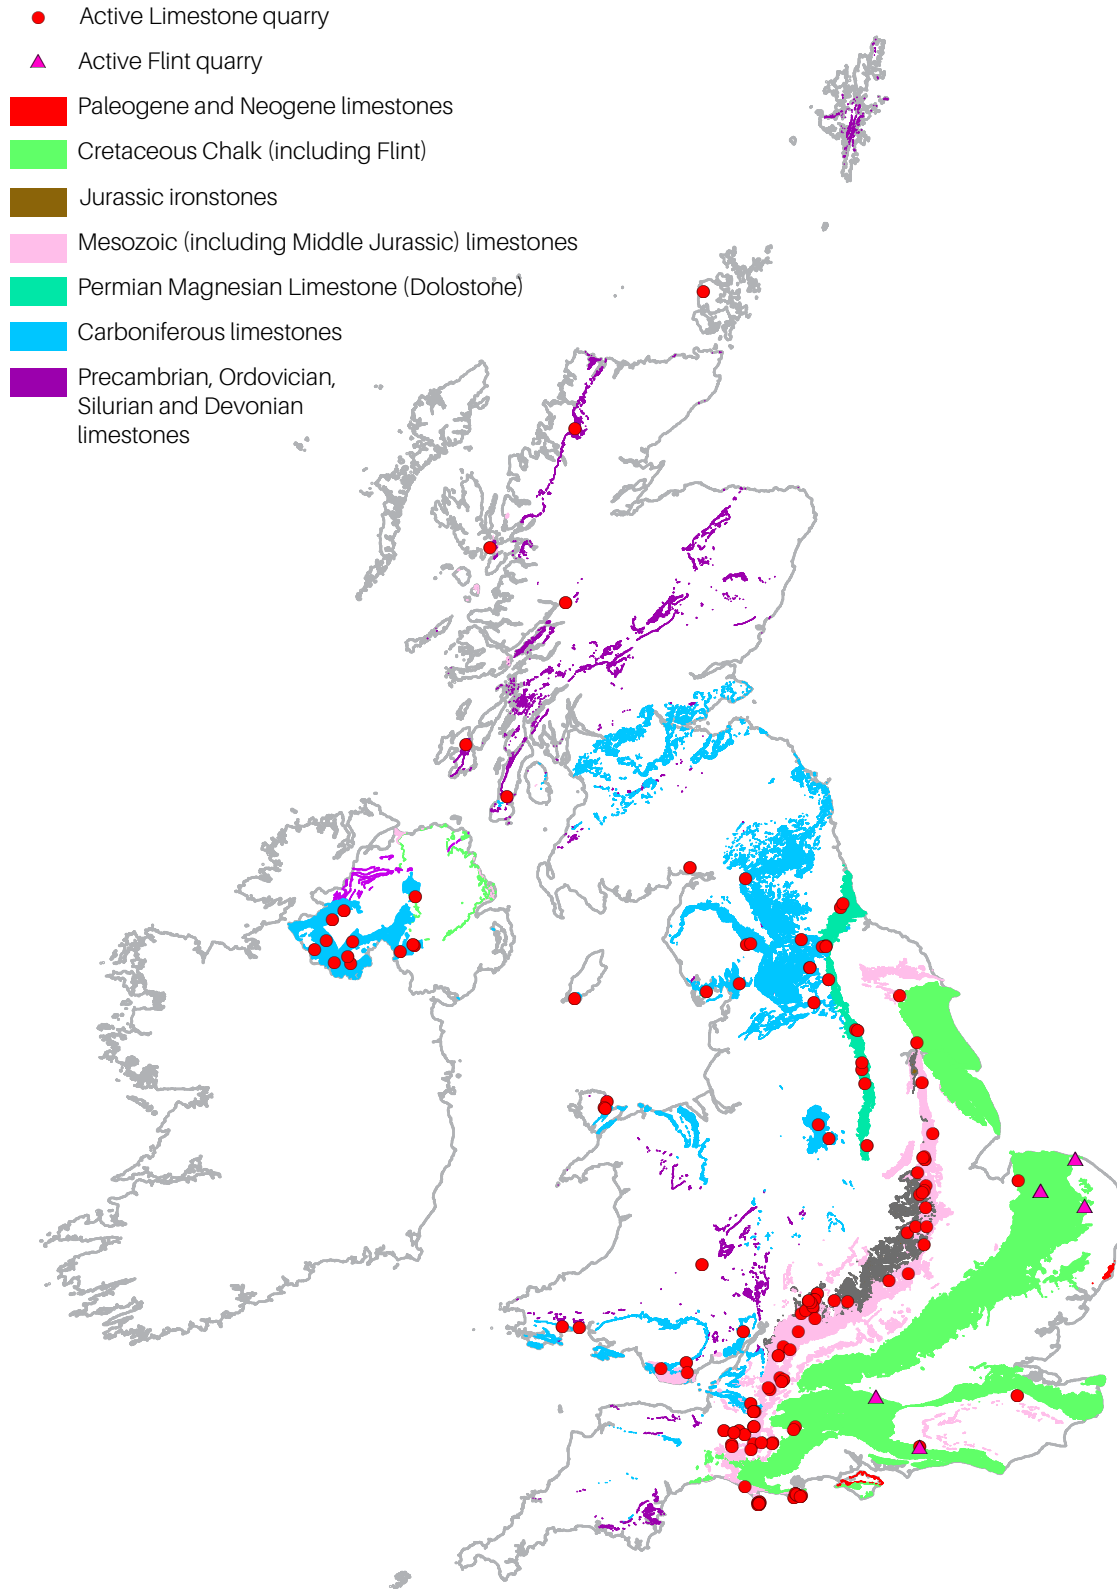 Active Limestone quarry
Active Flint quarry
Paleogene and Neogene limestones
Cretaceous Chalk (including Flint)
Jurassic ironstones
Mesozoic (including Middle Jurassic) limestones
Permian Magnesian Limestone (Dolostone)
Carboniferous limestones
Precambrian, Ordovician,
Silurian and Devonian
limestones